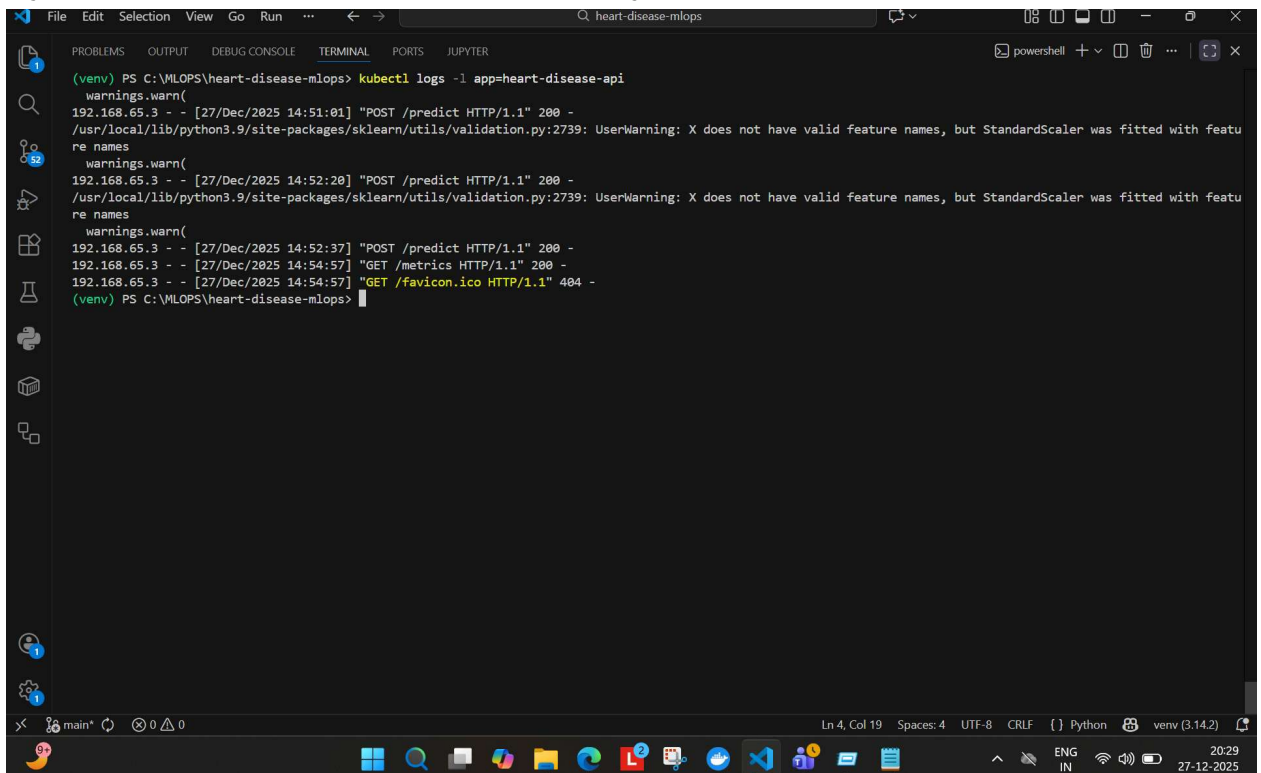 File Edit Selection View Go Run ··· ← → heart-disease-mlops
PROBLEMS OUTPUT DEBUG CONSOLE TERMINAL PORTS JUPYTER powershell
(venv) PS C:\MLOPS\heart-disease-mlops> kubectl logs -l app=heart-disease-api
warnings.warn(
192.168.65.3 - - [27/Dec/2025 14:51:01] "POST /predict HTTP/1.1" 200 -
/usr/local/lib/python3.9/site-packages/sklearn/utils/validation.py:2739: UserWarning: X does not have valid feature names, but StandardScaler was fitted with featu
re names
warnings.warn(
192.168.65.3 - - [27/Dec/2025 14:52:20] "POST /predict HTTP/1.1" 200 -
/usr/local/lib/python3.9/site-packages/sklearn/utils/validation.py:2739: UserWarning: X does not have valid feature names, but StandardScaler was fitted with featu
re names
warnings.warn(
192.168.65.3 - - [27/Dec/2025 14:52:37] "POST /predict HTTP/1.1" 200 -
192.168.65.3 - - [27/Dec/2025 14:54:57] "GET /metrics HTTP/1.1" 200 -
192.168.65.3 - - [27/Dec/2025 14:54:57] "GET /favicon.ico HTTP/1.1" 404 -
(venv) PS C:\MLOPS\heart-disease-mlops>
1
52
1
1
main* 0 0 Ln 4, Col 19 Spaces: 4 UTF-8 CRLF { } Python venv (3.14.2)
9+ L 2 ENG 20:29
IN 27-12-2025